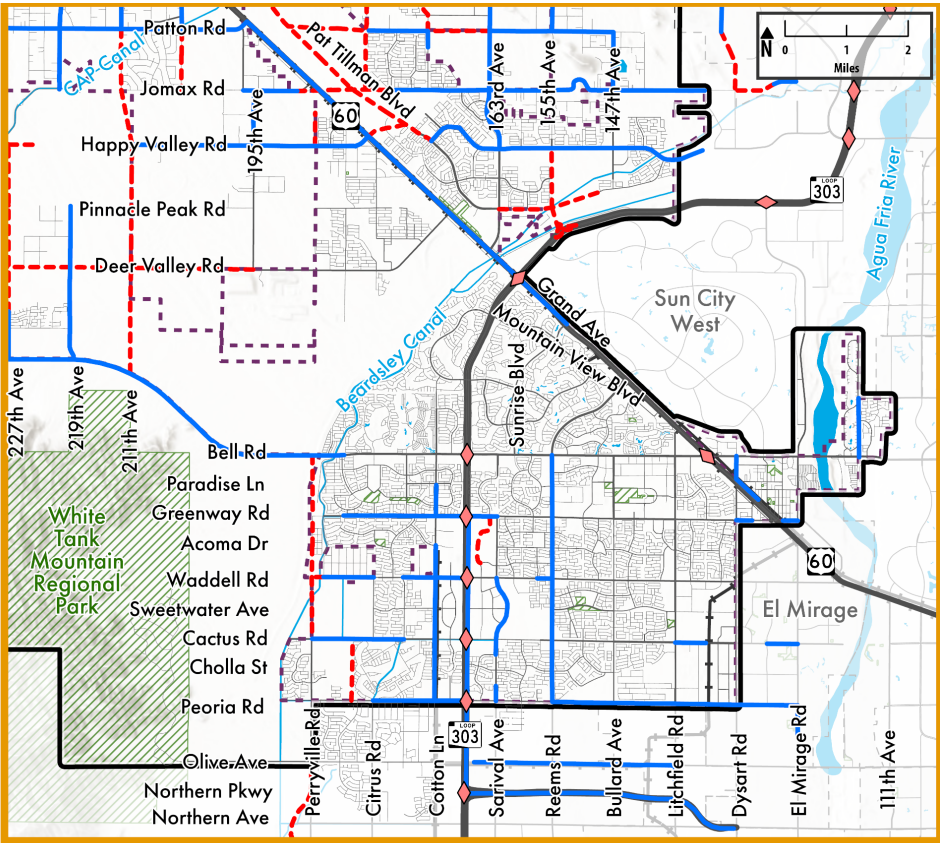 Patton Rd
CAP Canal
Jomax Rd
195th Ave
Happy Valley Rd
Pinnacle Peak Rd
Deer Valley Rd
Pat Tillman Blvd
60
163rd Ave
155th Ave
147th Ave
N
0 1 2
Miles
LOOP
303
Agua Fria River
Sun City
West
Grand Ave
Mountain View Blvd
Beardsley Canal
Sunrise Blvd
227th Ave
219th Ave
211th Ave
Bell Rd
Paradise Ln
Greenway Rd
Acoma Dr
Waddell Rd
Sweetwater Ave
Cactus Rd
Cholla St
Peoria Rd
Olive Ave
Northern Pkwy
Northern Ave
White
Tank
Mountain
Regional
Park
60
El Mirage
LOOP
303
Perryville Rd
Citrus Rd
Cotton Ln
Sarival Ave
Reems Rd
Bullard Ave
Litchfield Rd
Dysart Rd
El Mirage Rd
111th Ave